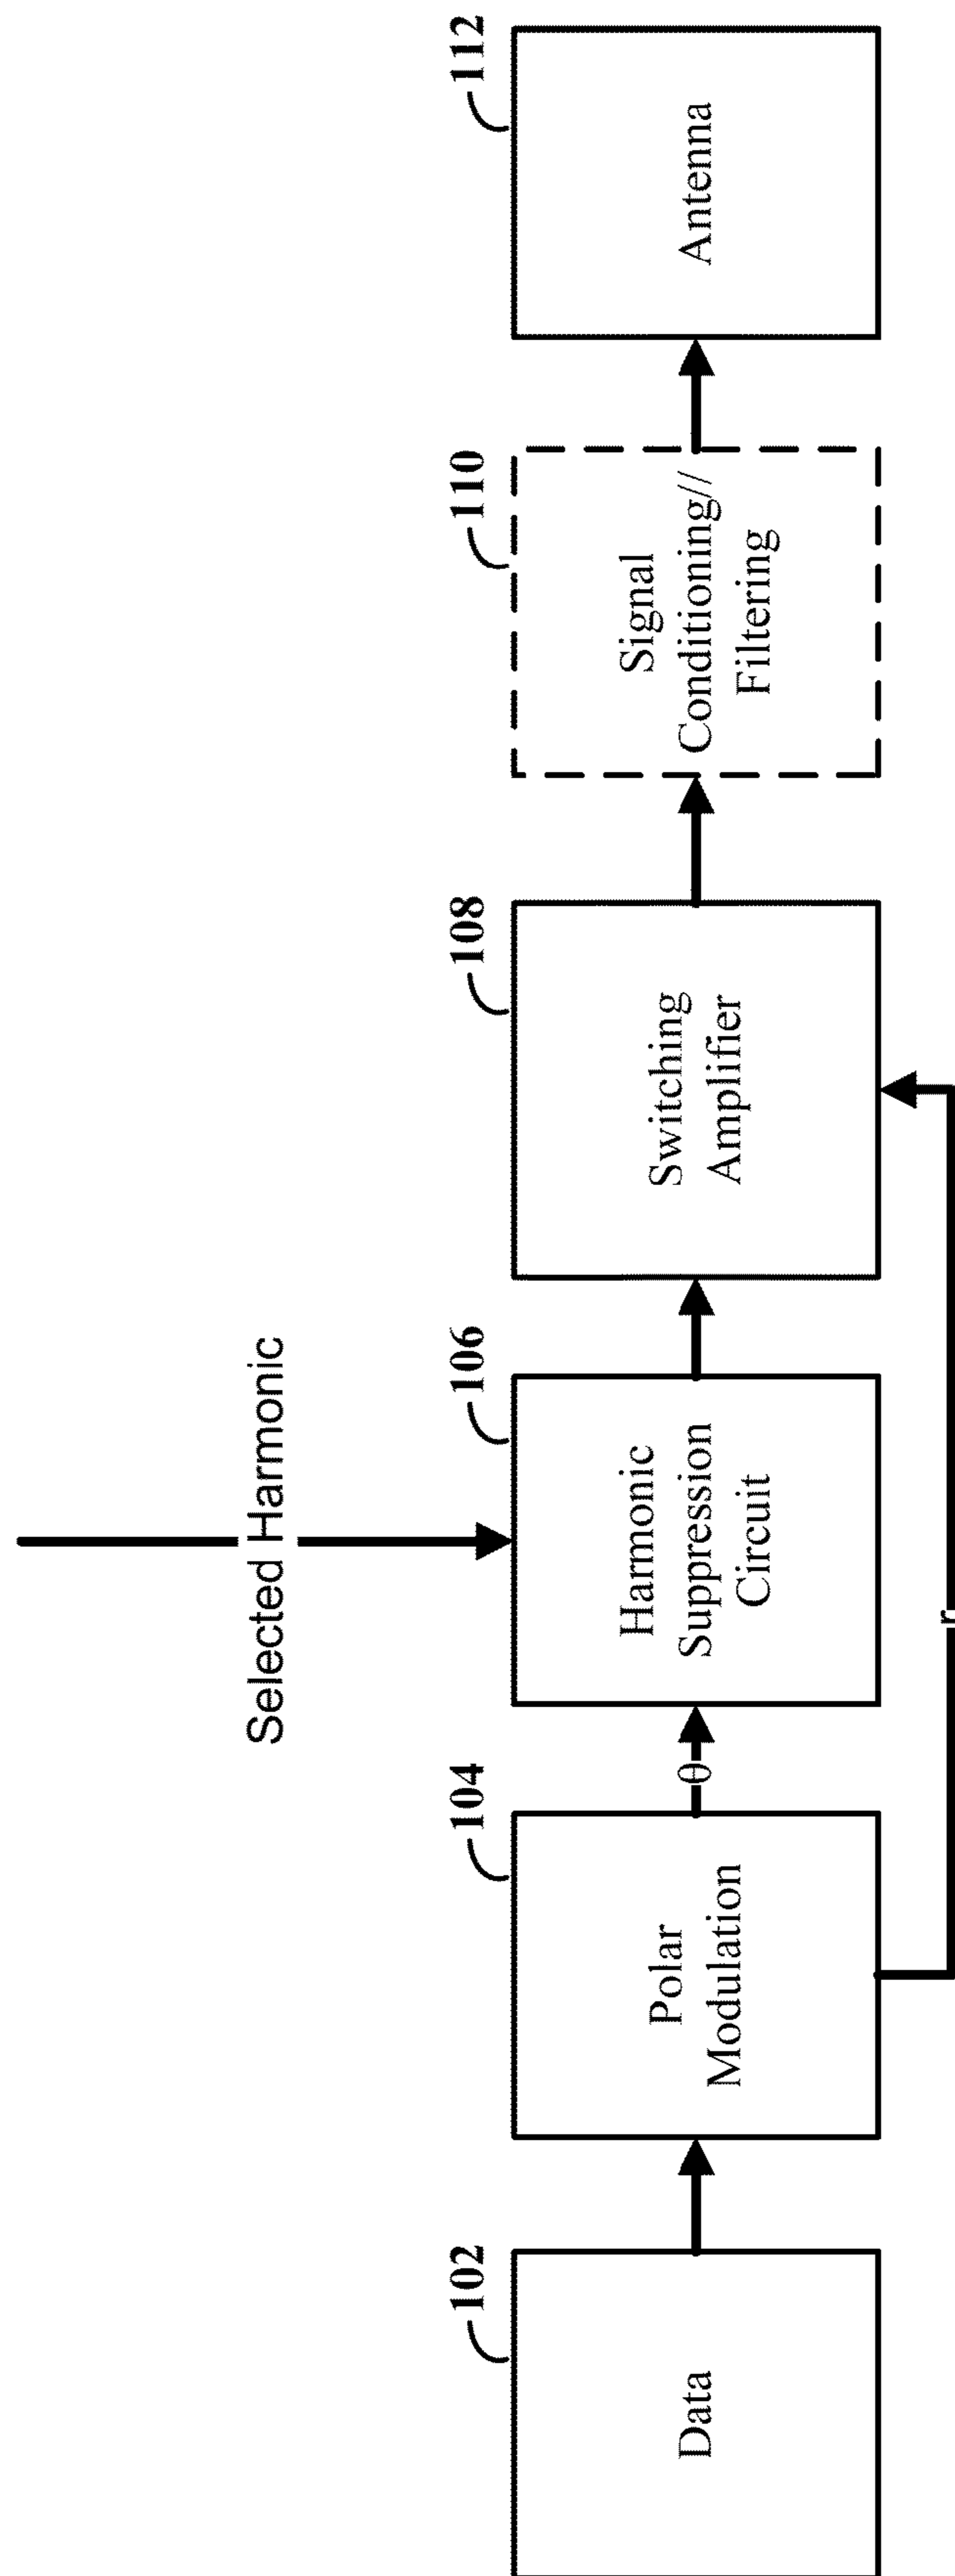 Selected Harmonic
102
104
106
108
110
112
Data
Polar
Modulation
θ
Harmonic
Suppression
Circuit
Switching
Amplifier
Signal
Conditioning//
Filtering
Antenna
r